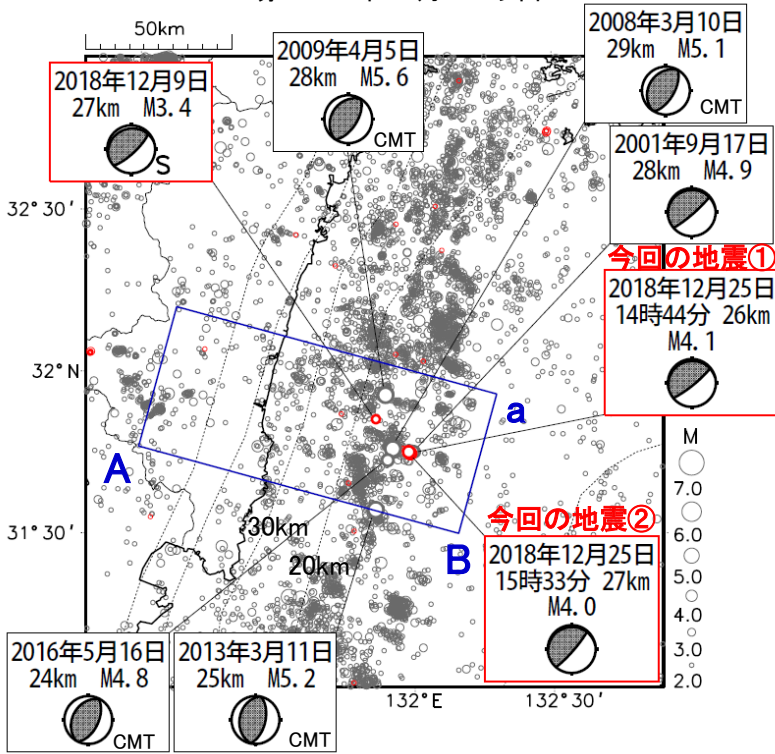 50km
2009年4月5日
28km M5.6
CMT
2008年3月10日
29km M5.1
CMT
2018年12月9日
27km M3.4
S
2001年9月17日
28km M4.9
32°30′
今回の地震①
2018年12月25日
14時44分 26km
M4.1
32°N
a
A
M
7.0
6.0
5.0
4.0
3.0
2.0
31°30′
30km
20km
B
今回の地震②
2018年12月25日
15時33分 27km
M4.0
2016年5月16日
24km M4.8
CMT
2013年3月11日
25km M5.2
CMT
132°E
132°30′